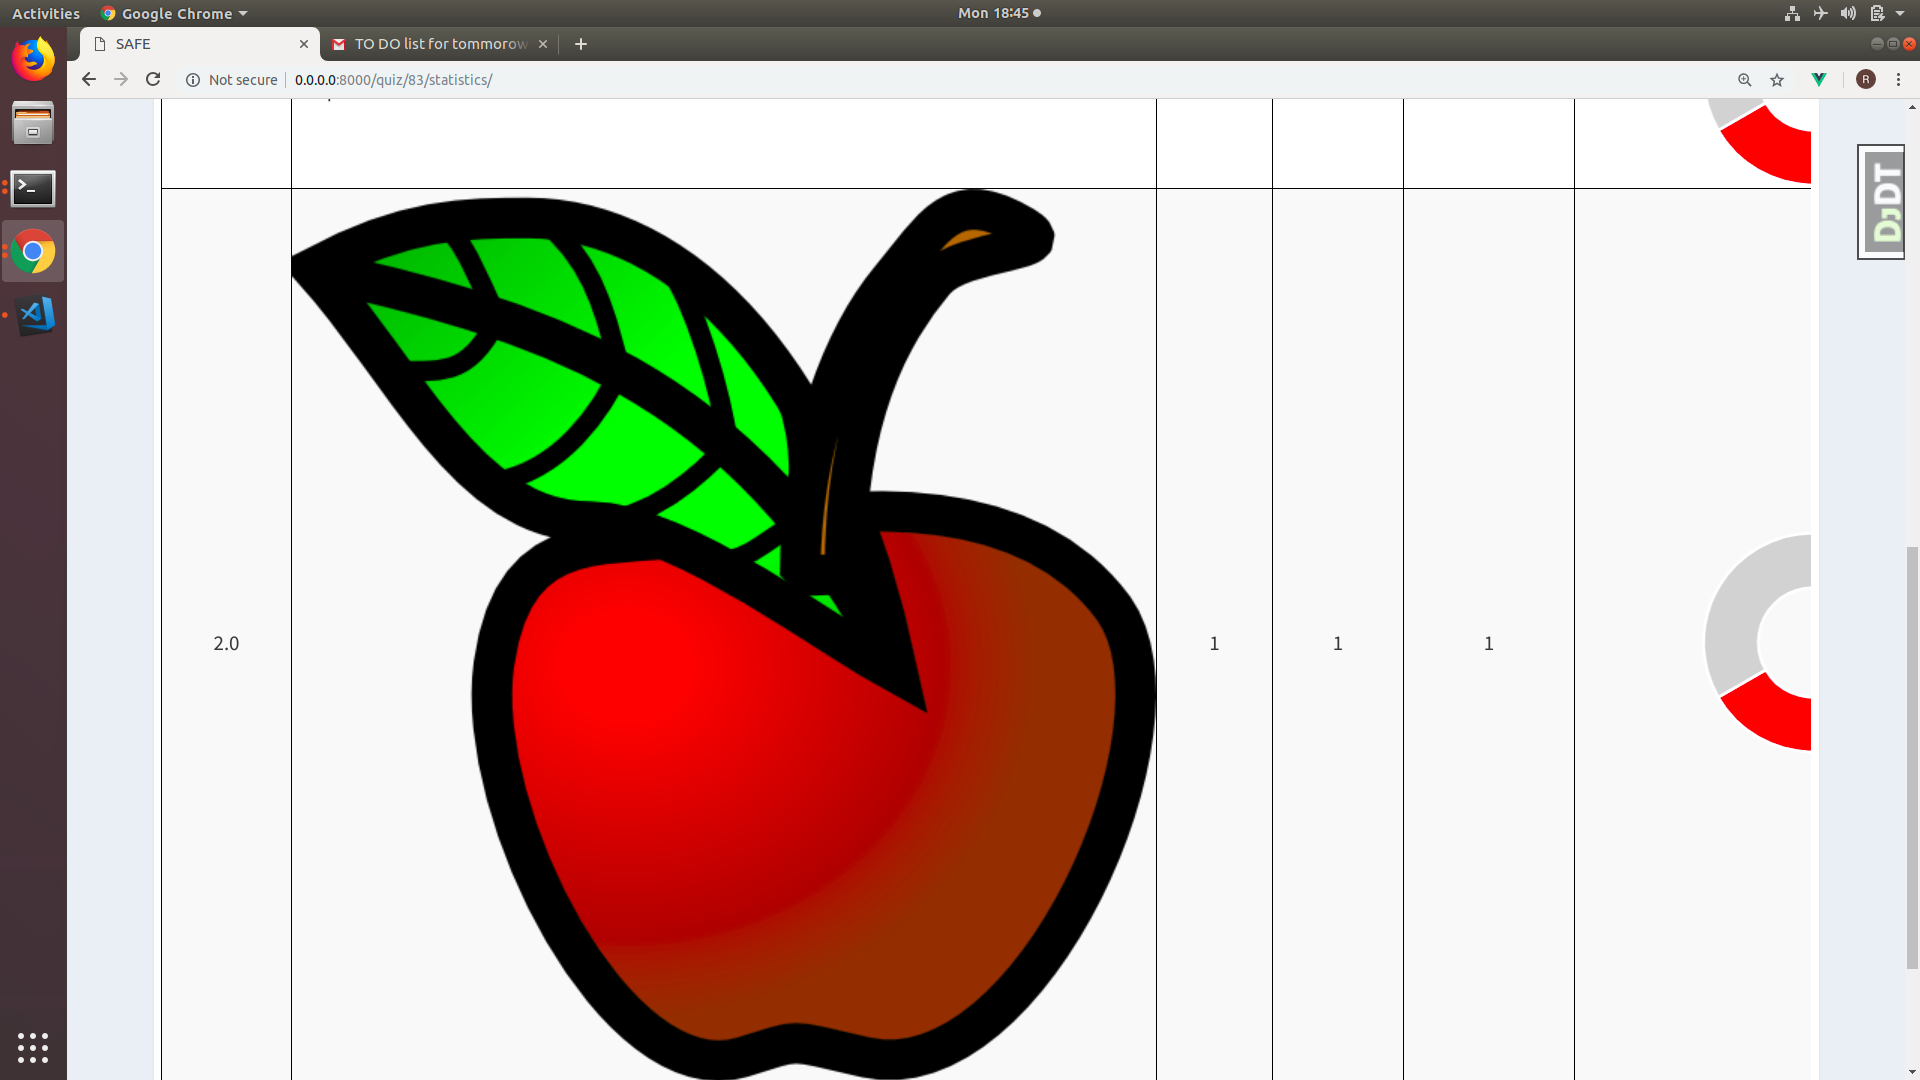 Activities
Google Chrome
Mon 18:45
SAFE
TO DO list for tommorow
Not secure
0.0.0.0:8000/quiz/83/statistics/
R
DjDT
2.0
1
1
1